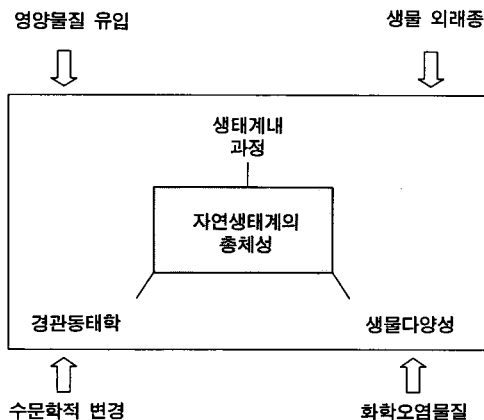 영양물질 유입
생물 외래종
생태계내
과정
자연생태계의
총체성
경관동태학
생물다양성
수문학적 변경
화학오염물질